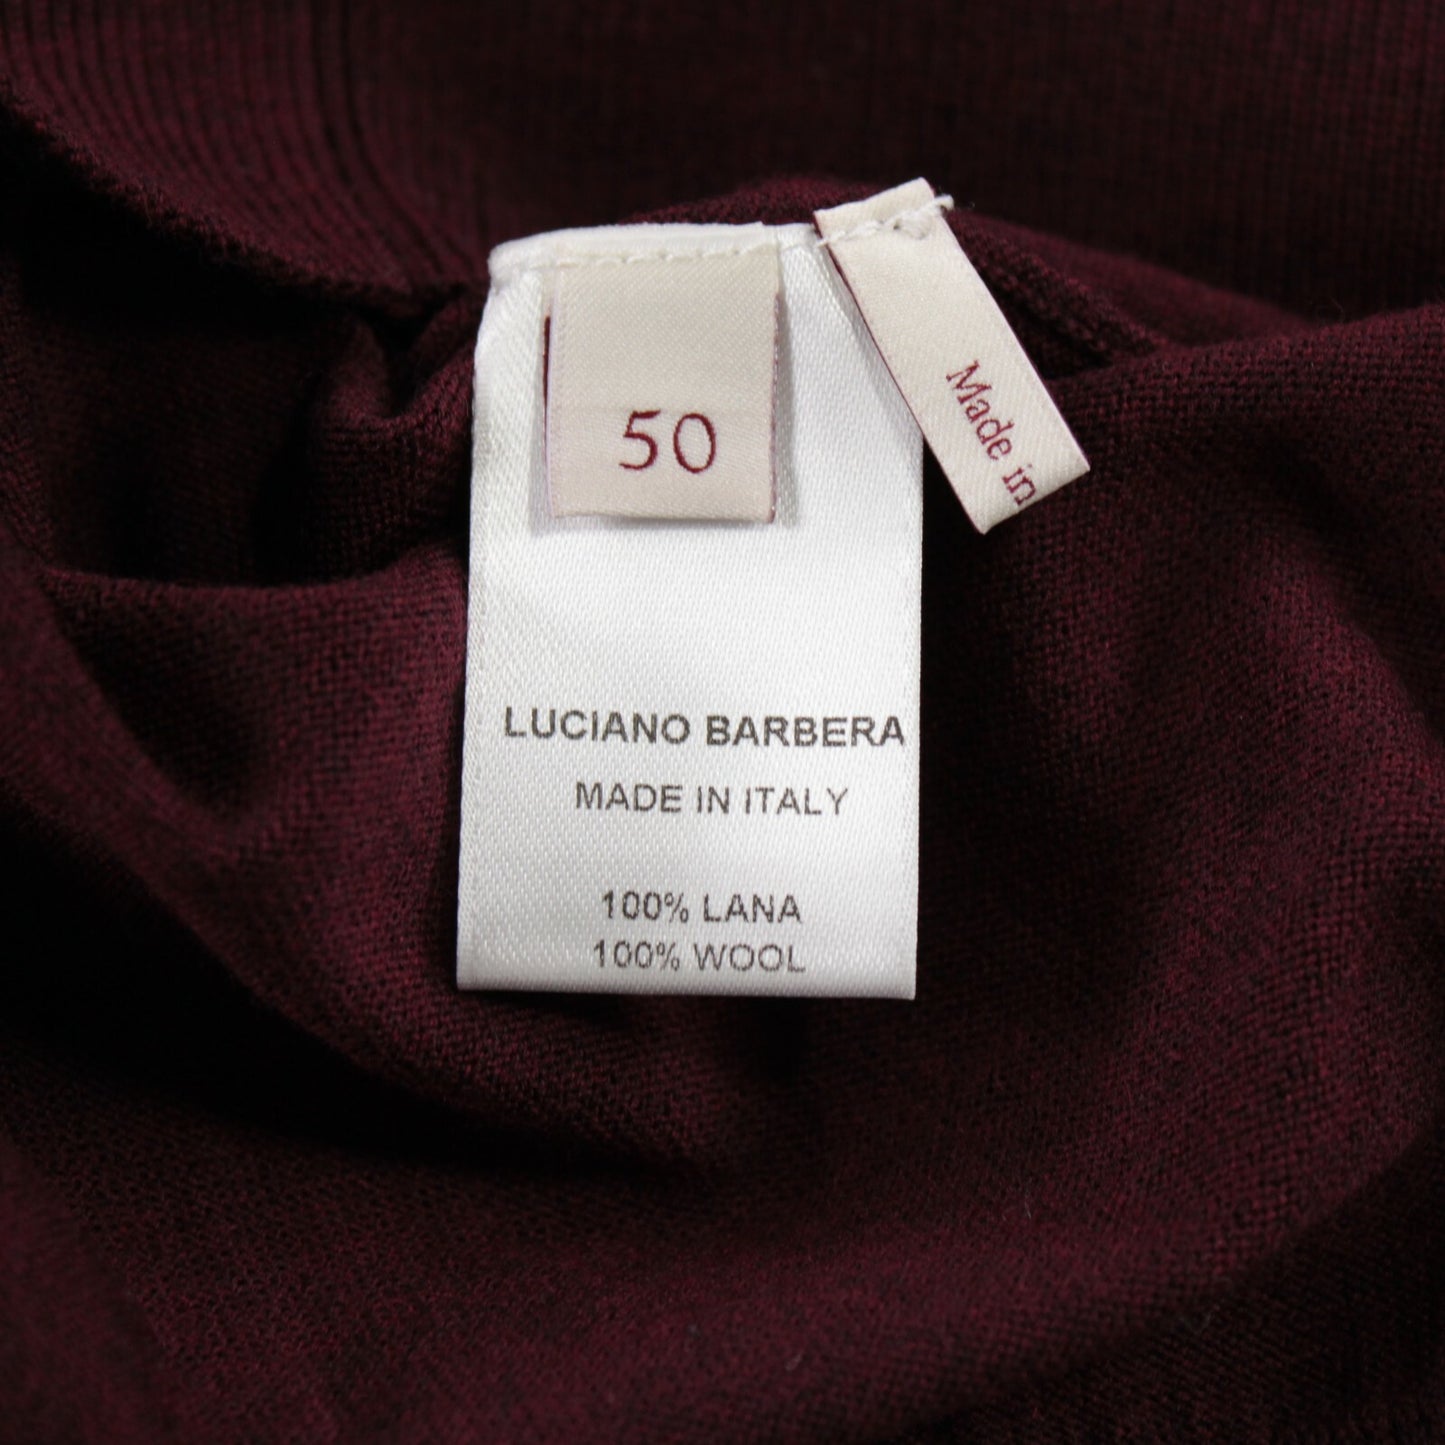 50
Made in
LUCIANO BARBERA
MADE IN ITALY
100% LANA
100% WOOL